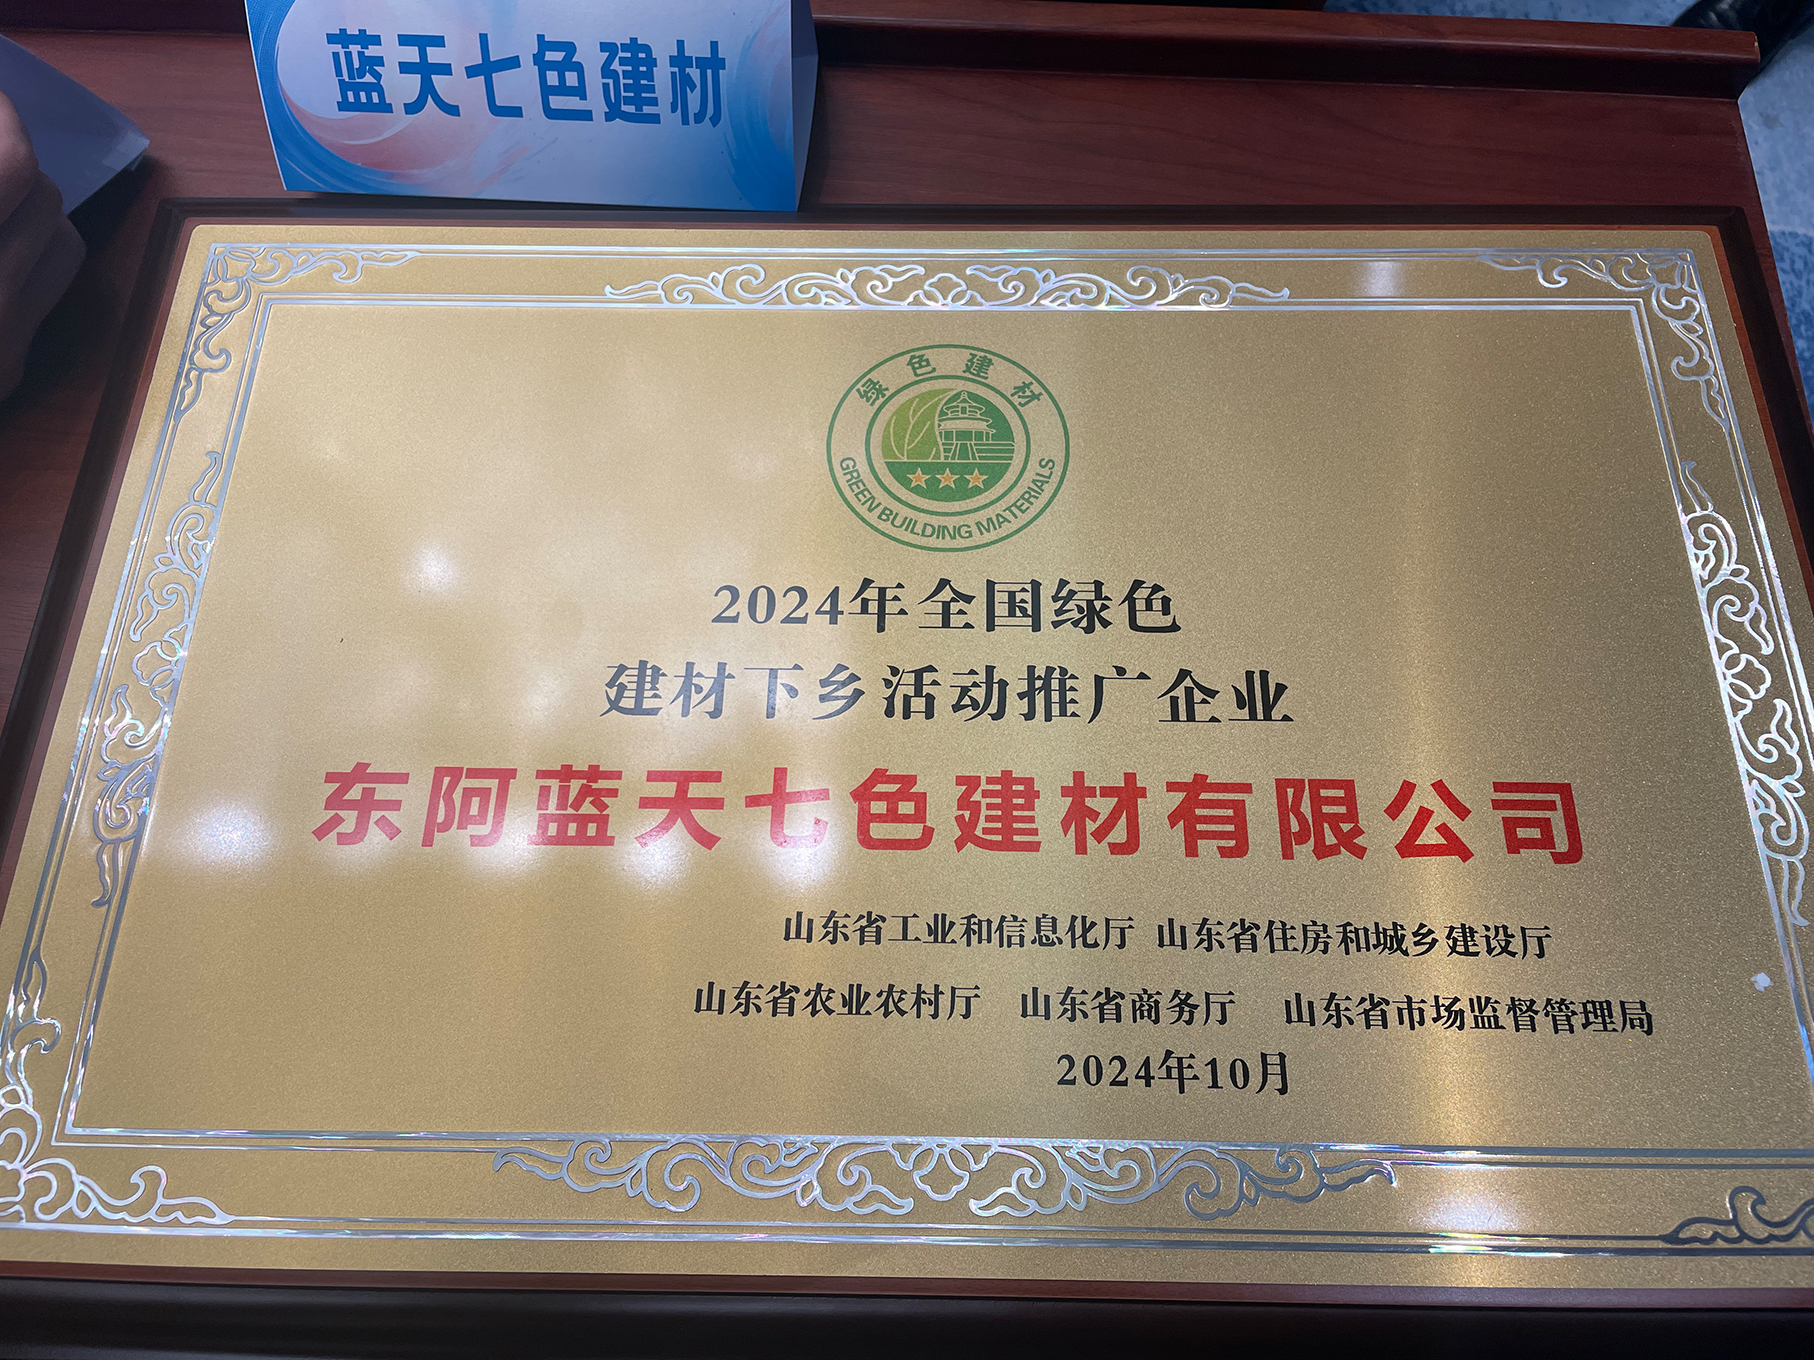 蓝天七色建材
绿色建材
GREEN BUILDING MATERIALS
2024年全国绿色
建材下乡活动推广企业
东阿蓝天七色建材有限公司
山东省工业和信息化厅 山东省住房和城乡建设厅
山东省农业农村厅 山东省商务厅 山东省市场监督管理局
2024年10月